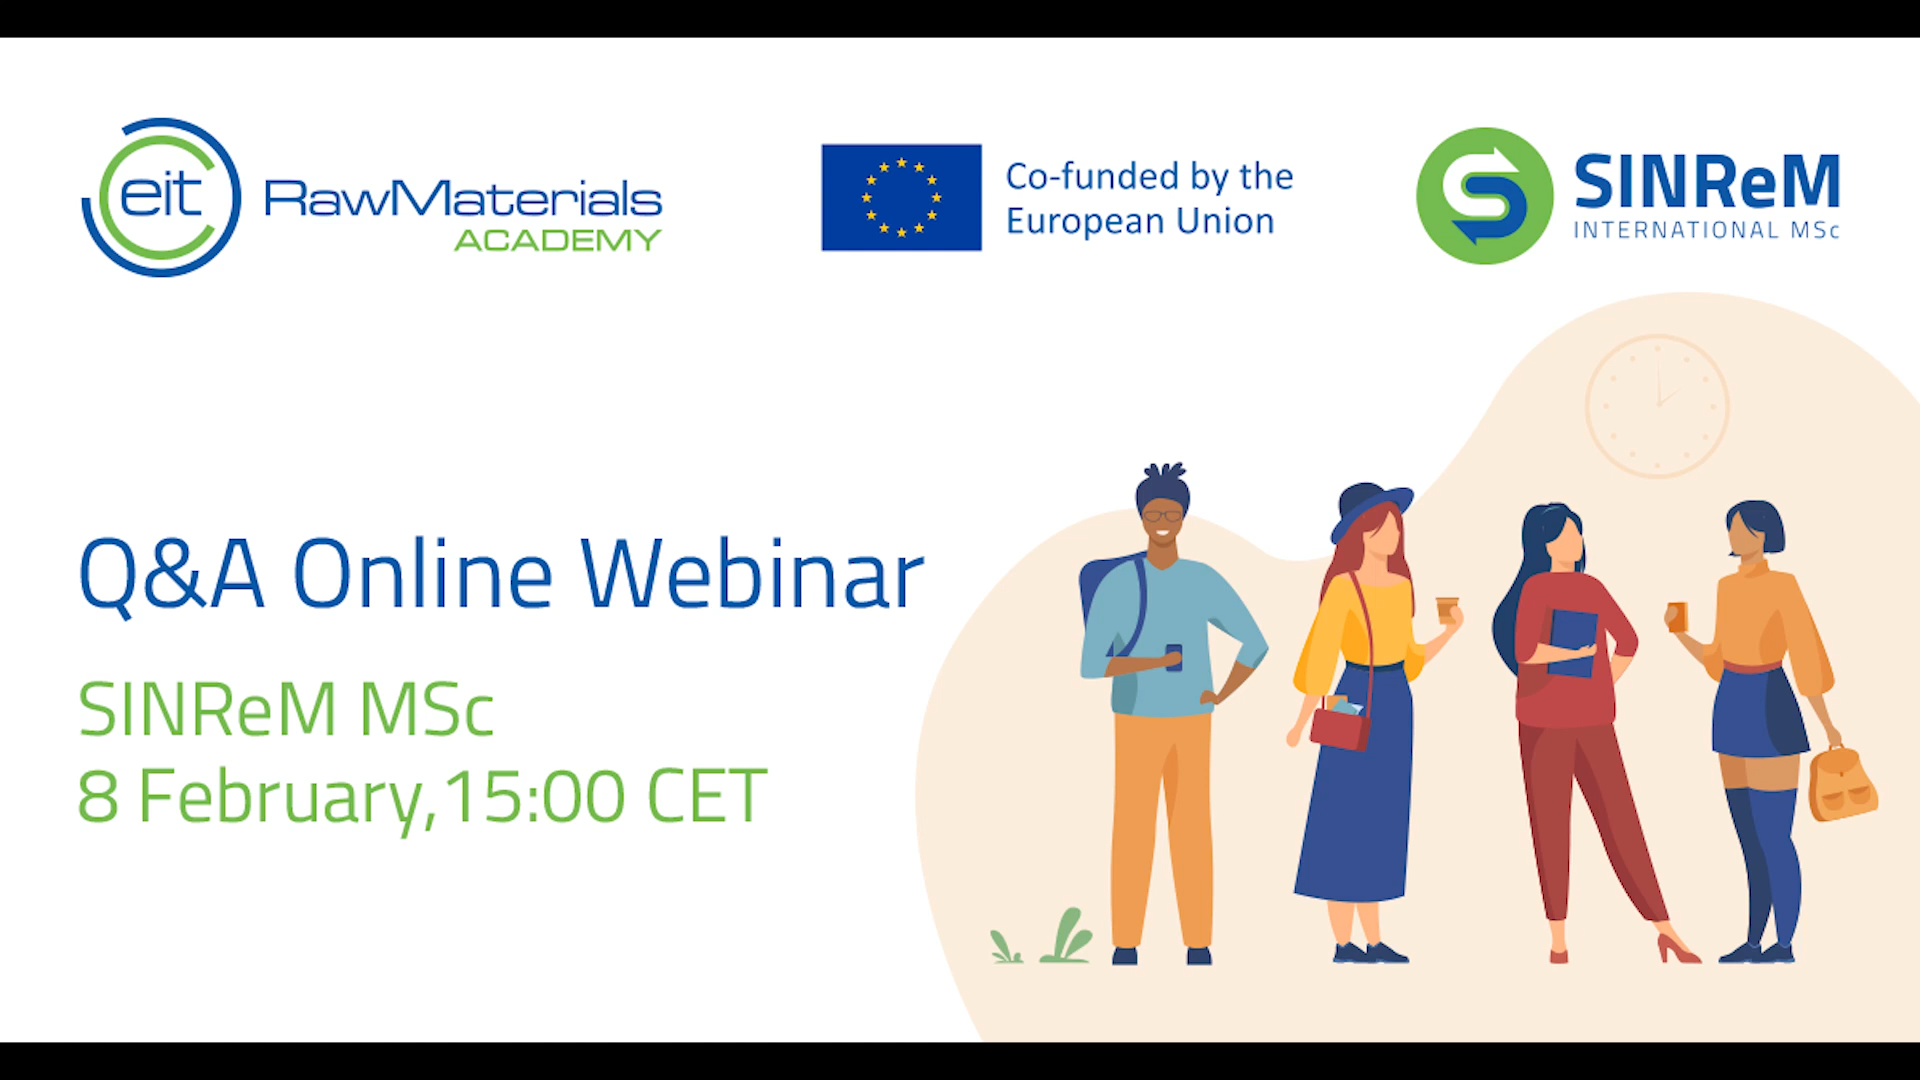 eit RawMaterials
ACADEMY
Co-funded by the
European Union
SINReM
INTERNATIONAL MSc
Q&A Online Webinar
SINReM MSc
8 February,15:00 CET